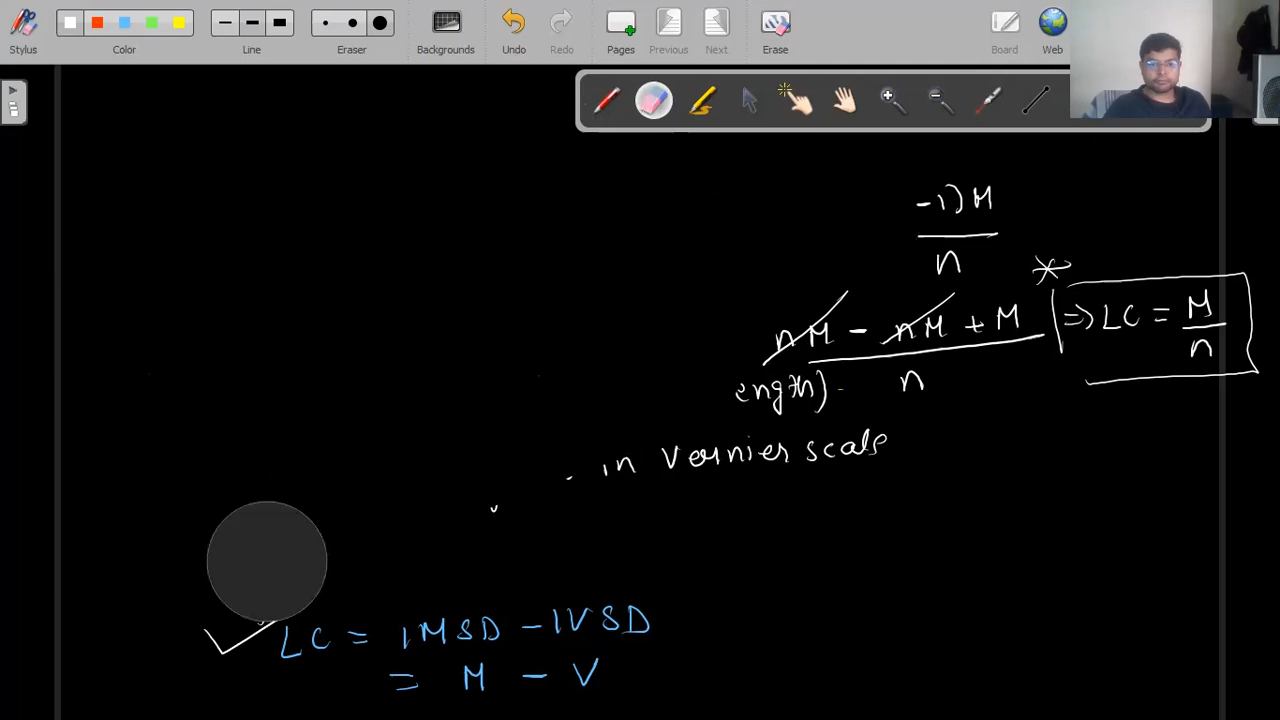 Stylus Color Line Eraser Backgrounds Undo Redo Pages Previous Next Erase Board Web
-1)M
n
nM - nM + M ⇒ LC = M
n n
ength)
in Vernier scale
LC = 1MSD - 1VSD
= M - V